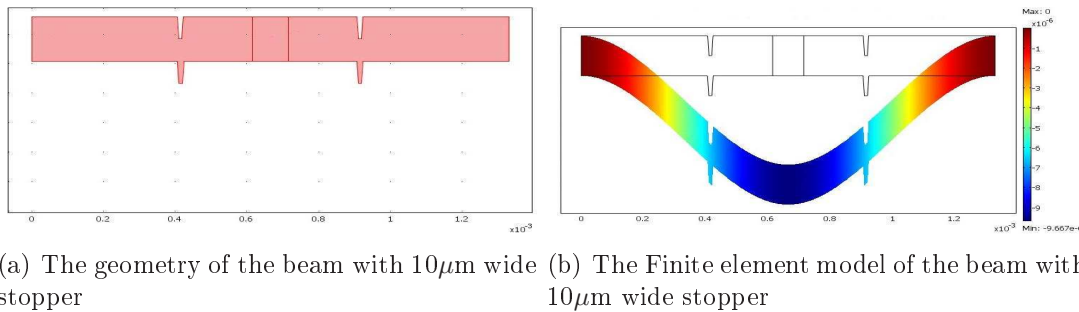 0
0.2
0.4
0.6
0.8
1
1.2
x10⁻³
Max: 0
x10⁻⁶
0
-1
-2
-3
-4
-5
-6
-7
-8
-9
Min: -9.667e-6
0
0.2
0.4
0.6
0.8
1
1.2
x10⁻³
(a) The geometry of the beam with 10μm wide
stopper
(b) The Finite element model of the beam with
10μm wide stopper